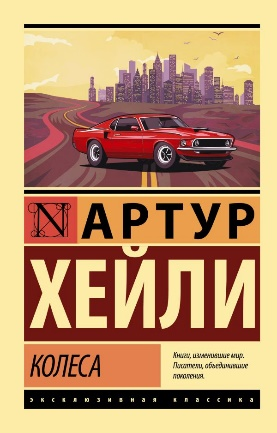 АРТУР
ХЕЙЛИ
КОЛЕСА
Книги, изменившие мир.
Писатели, объединившие
поколения.
эксклюзивная классика